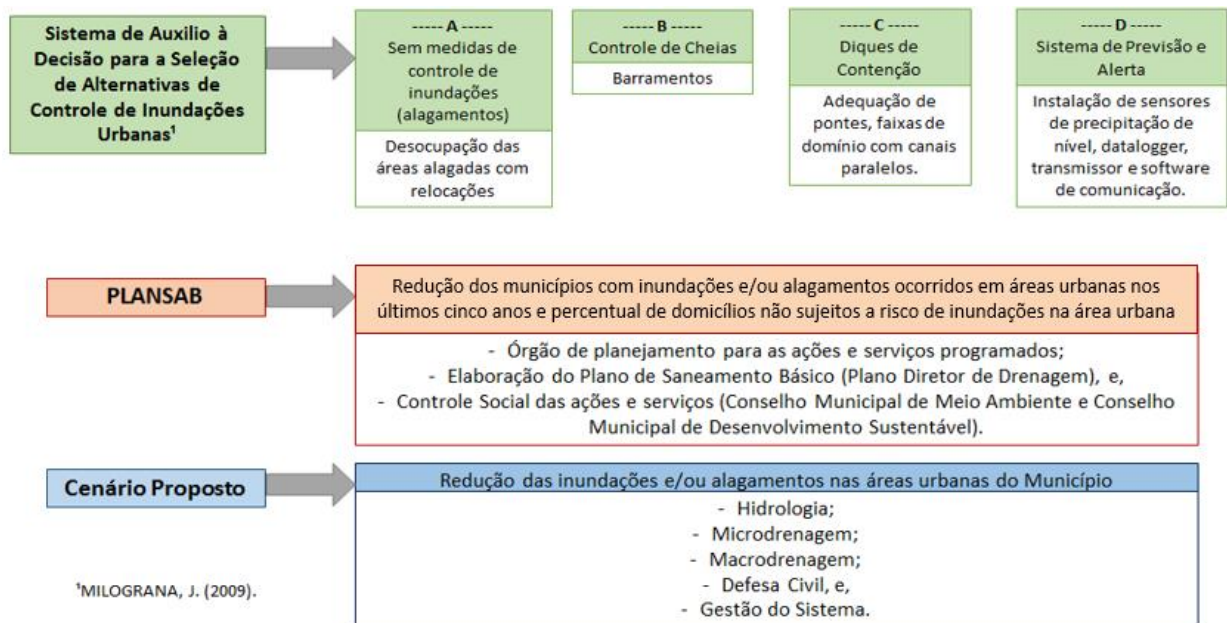 Sistema de Auxilio à
Decisão para a Seleção
de Alternativas de
Controle de Inundações
Urbanas¹
----- A -----
Sem medidas de
controle de
inundações
(alagamentos)
Desocupação das
áreas alagadas com
relocações
----- B -----
Controle de Cheias
Barramentos
----- C -----
Diques de
Contenção
Adequação de
pontes, faixas de
domínio com canais
paralelos.
----- D -----
Sistema de Previsão e
Alerta
Instalação de sensores
de precipitação de
nível, datalogger,
transmissor e software
de comunicação.
PLANSAB
Redução dos municípios com inundações e/ou alagamentos ocorridos em áreas urbanas nos
últimos cinco anos e percentual de domicílios não sujeitos a risco de inundações na área urbana
- Órgão de planejamento para as ações e serviços programados;
- Elaboração do Plano de Saneamento Básico (Plano Diretor de Drenagem), e,
- Controle Social das ações e serviços (Conselho Municipal de Meio Ambiente e Conselho
Municipal de Desenvolvimento Sustentável).
Cenário Proposto
Redução das inundações e/ou alagamentos nas áreas urbanas do Município
- Hidrologia;
- Microdrenagem;
- Macrodrenagem;
- Defesa Civil, e,
- Gestão do Sistema.
¹MILOGRANA, J. (2009).